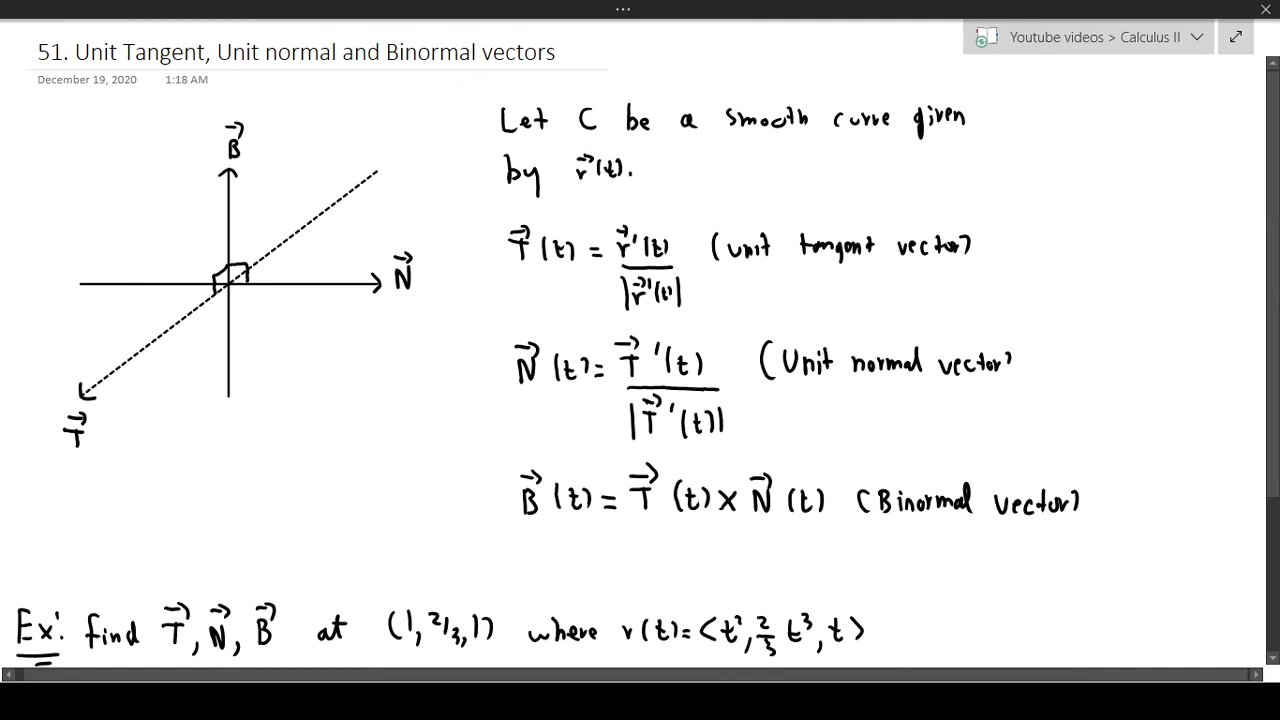 Youtube videos > Calculus II
51. Unit Tangent, Unit normal and Binormal vectors
December 19, 2020 1:18 AM
B⃗
N⃗
T⃗
Let C be a smooth curve given
by r⃗(t).
T⃗(t) = r⃗'(t) / |r⃗'(t)| (unit tangent vector)
N⃗(t) = T⃗'(t) / |T⃗'(t)| (Unit normal vector)
B⃗(t) = T⃗(t) × N⃗(t) (Binormal vector)
Ex: find T⃗, N⃗, B⃗ at (1, 2/3, 1) where r(t) = <t², 2/3 t³, t>